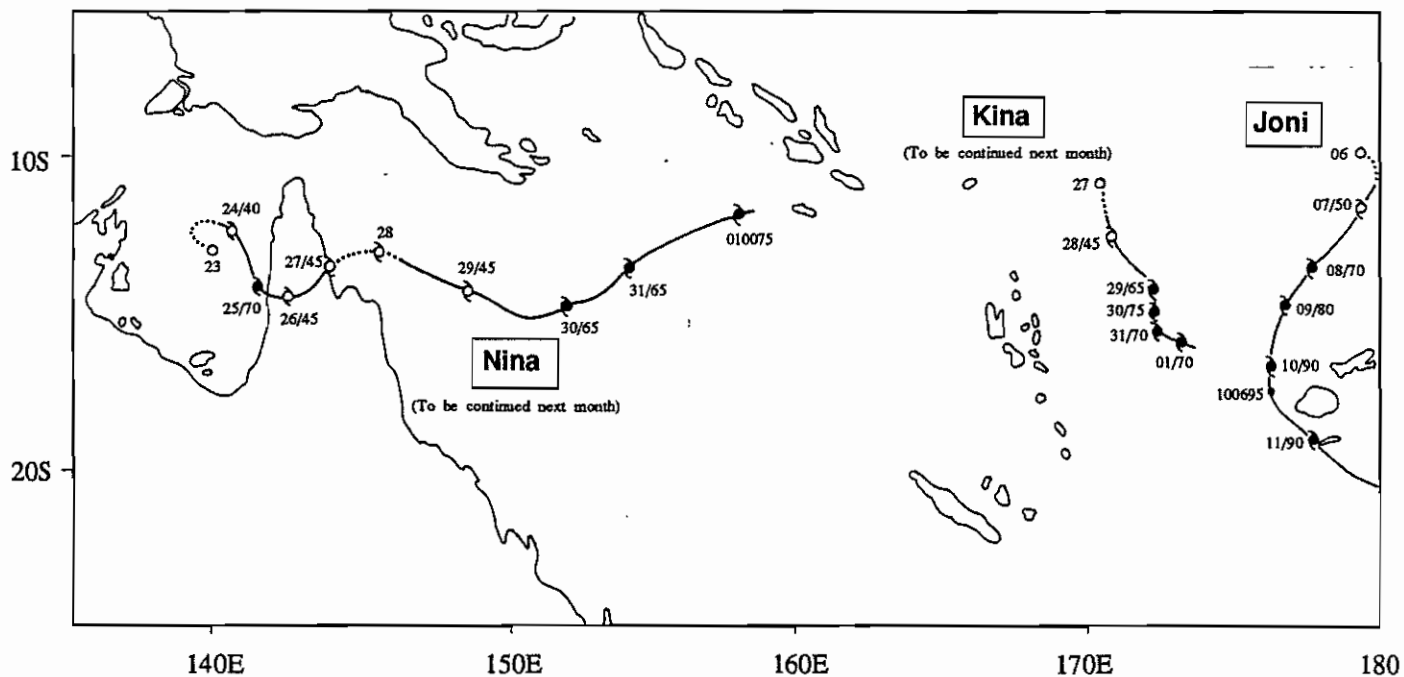 Kina
(To be continued next month)
Joni
10S
06
27
24/40
07/50
28/45
23
27/45
28
010075
29/45
08/70
25/70
26/45
31/65
29/65
30/75
30/65
31/70
01/70
09/80
Nina
(To be continued next month)
10/90
100695
11/90
20S
140E
150E
160E
170E
180